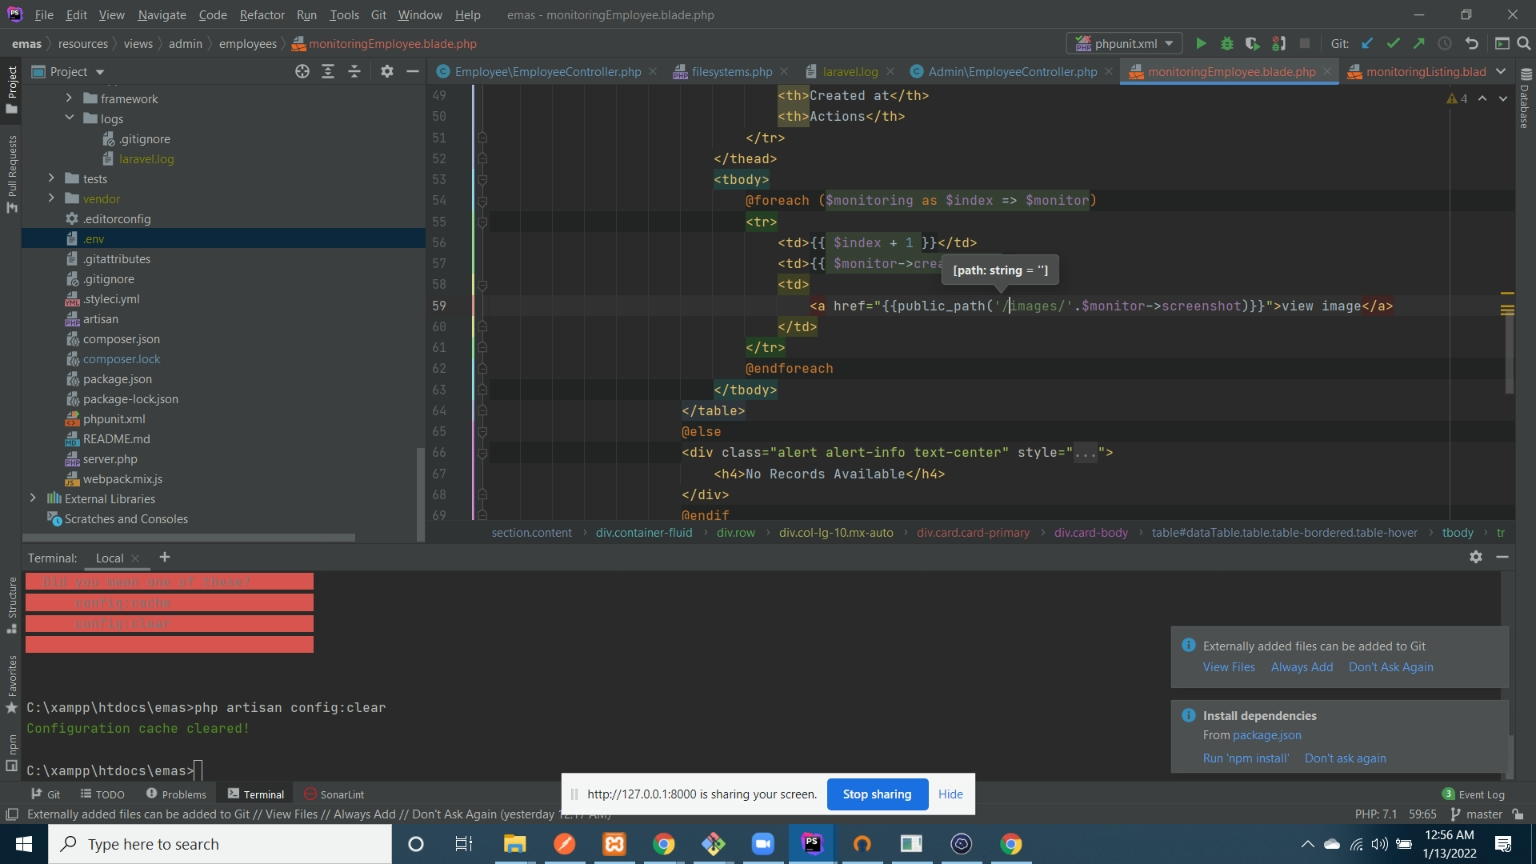 File Edit View Navigate Code Refactor Run Tools Git Window Help emas - monitoringEmployee.blade.php
emas resources views admin employees monitoringEmployee.blade.php phpunit.xml Git:
Project Employee\EmployeeController.php filesystems.php laravel.log Admin\EmployeeController.php monitoringEmployee.blade.php monitoringListing.blad
Project
Pull Requests
Structure
Favorites
npm
Database
framework
logs
.gitignore
laravel.log
tests
vendor
.editorconfig
.env
.gitattributes
.gitignore
.styleci.yml
artisan
composer.json
composer.lock
package.json
package-lock.json
phpunit.xml
README.md
server.php
webpack.mix.js
External Libraries
Scratches and Consoles
4
49 <th>Created at</th>
50 <th>Actions</th>
51 </tr>
52 </thead>
53 <tbody>
54 @foreach ($monitoring as $index => $monitor)
55 <tr>
56 <td>{{ $index + 1 }}</td>
57 <td>{{ $monitor->crea
[path: string = '']
58 <td>
59 <a href="{{public_path('/images/'.$monitor->screenshot)}}">view image</a>
60 </td>
61 </tr>
62 @endforeach
63 </tbody>
64 </table>
65 @else
66 <div class="alert alert-info text-center" style="...">
67 <h4>No Records Available</h4>
68 </div>
69 @endif
section.content div.container-fluid div.row div.col-lg-10.mx-auto div.card.card-primary div.card-body table#dataTable.table.table-bordered.table-hover tbody tr
Terminal: Local
Did you mean one of these?
config:cache
config:clear
C:\xampp\htdocs\emas>php artisan config:clear
Configuration cache cleared!
C:\xampp\htdocs\emas>
Externally added files can be added to Git
View Files Always Add Don't Ask Again
Install dependencies
From package.json
Run 'npm install' Don't ask again
http://127.0.0.1:8000 is sharing your screen. Stop sharing Hide
Git TODO Problems Terminal SonarLint 3 Event Log
Externally added files can be added to Git // View Files // Always Add // Don't Ask Again (yesterday 12:17 AM) PHP: 7.1 59:65 master
Type here to search
12:56 AM
1/13/2022